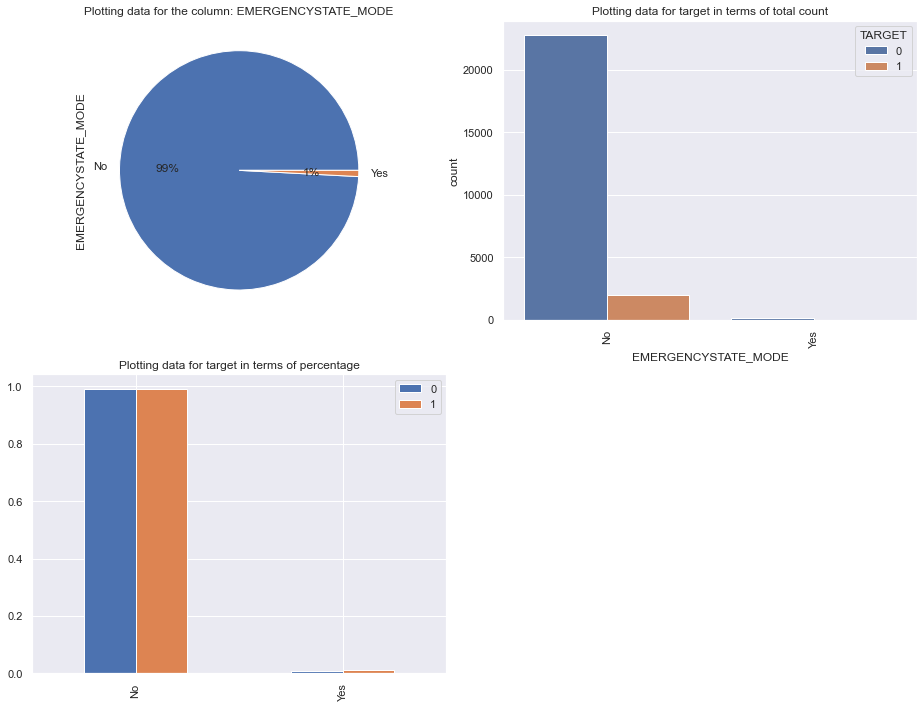 Plotting data for the column: EMERGENCYSTATE_MODE
EMERGENCYSTATE_MODE
No
99%
1%
Yes
Plotting data for target in terms of total count
TARGET
0
1
20000
15000
10000
5000
0
count
No
Yes
EMERGENCYSTATE_MODE
Plotting data for target in terms of percentage
0
1
1.0
0.8
0.6
0.4
0.2
0.0
No
Yes